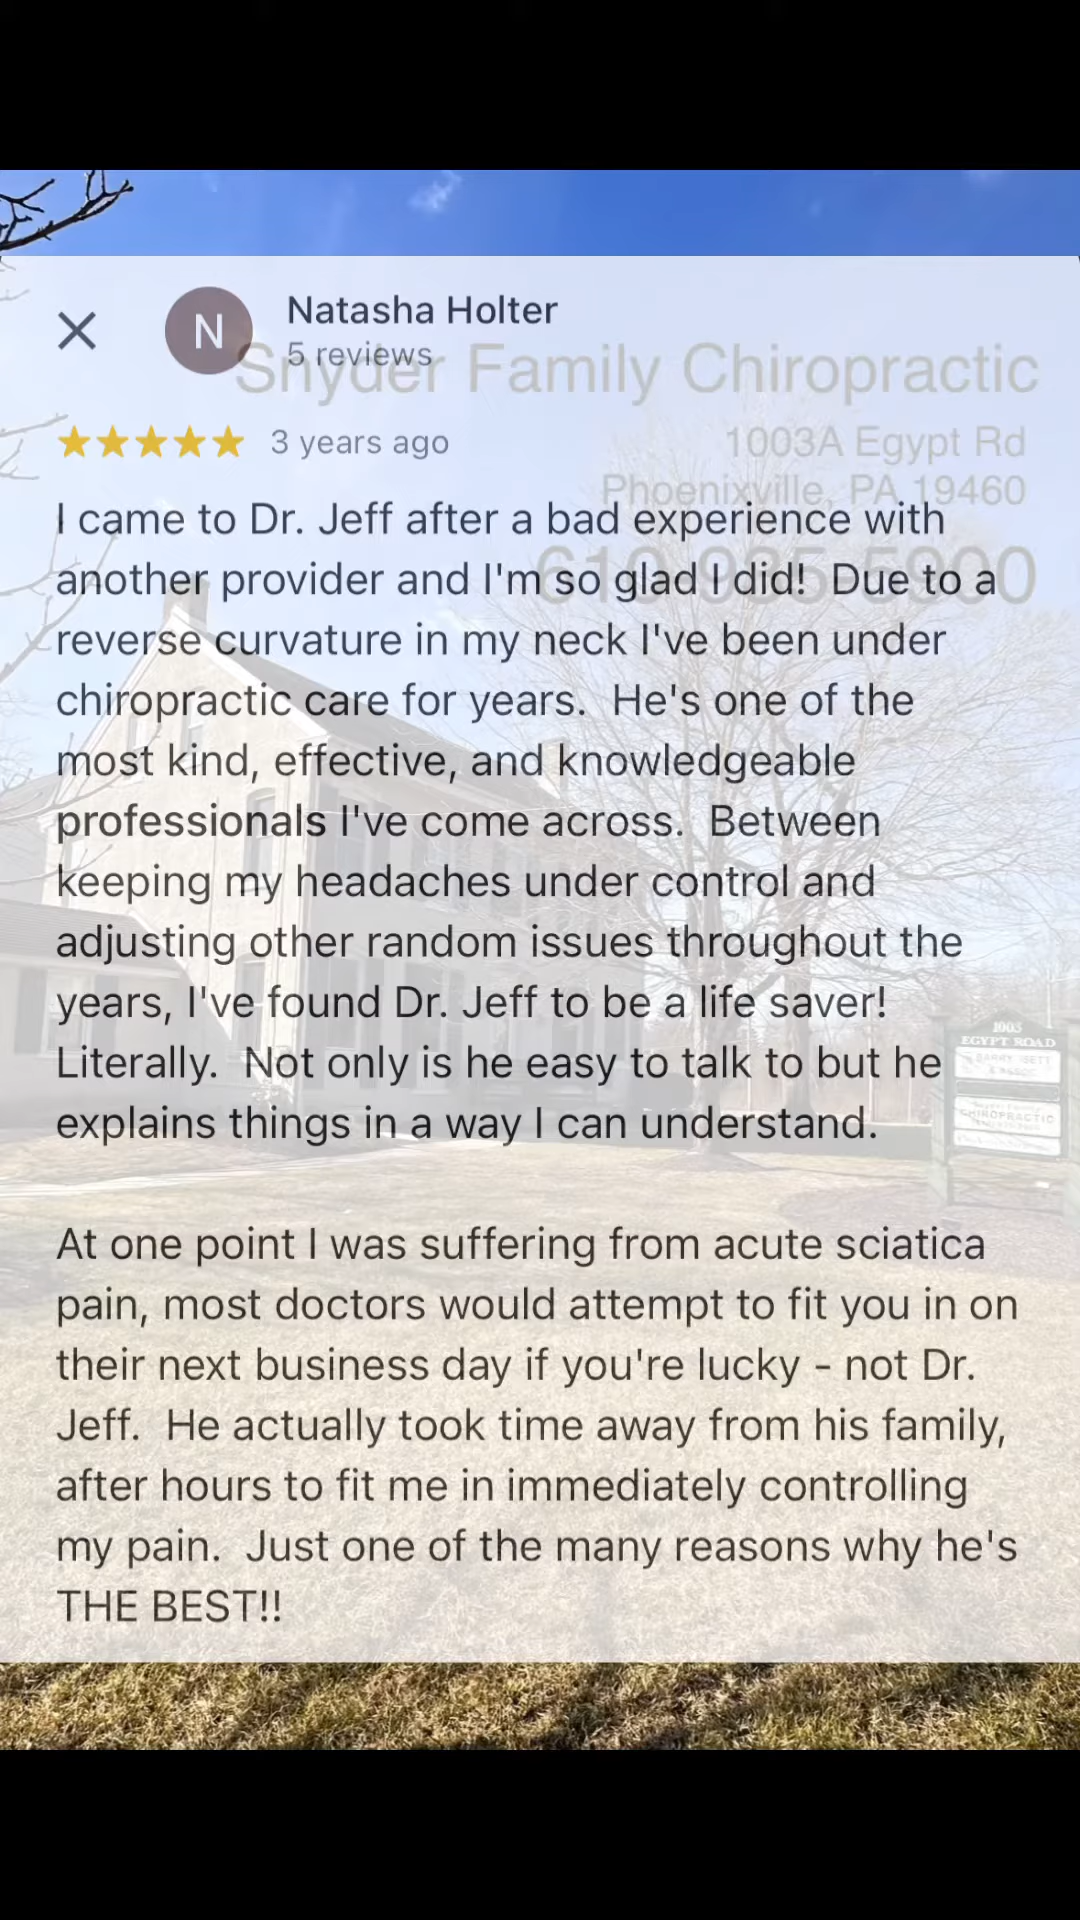 Natasha Holter
5 reviews
Snyder Family Chiropractic
3 years ago
1003A Egypt Rd
Phoenixville, PA 19460
I came to Dr. Jeff after a bad experience with
another provider and I'm so glad I did!  Due to a
reverse curvature in my neck I've been under
chiropractic care for years.  He's one of the
most kind, effective, and knowledgeable
professionals I've come across.  Between
keeping my headaches under control and
adjusting other random issues throughout the
years, I've found Dr. Jeff to be a life saver!
Literally.  Not only is he easy to talk to but he
explains things in a way I can understand.
At one point I was suffering from acute sciatica
pain, most doctors would attempt to fit you in on
their next business day if you're lucky - not Dr.
Jeff.  He actually took time away from his family,
after hours to fit me in immediately controlling
my pain.  Just one of the many reasons why he's
THE BEST!!
N
1003
EGYPT ROAD
CHIROPRACTIC